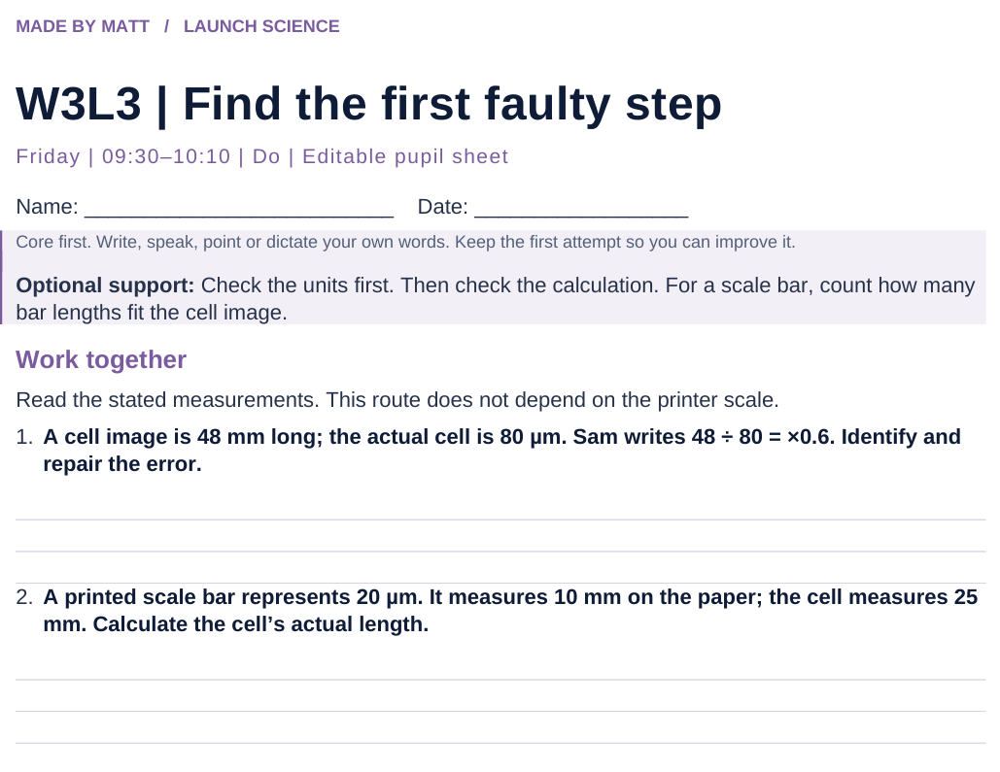 MADE BY MATT / LAUNCH SCIENCE
W3L3 | Find the first faulty step
Friday | 09:30–10:10 | Do | Editable pupil sheet
Name: __________________________ Date: __________________
Core first. Write, speak, point or dictate your own words. Keep the first attempt so you can improve it.
Optional support: Check the units first. Then check the calculation. For a scale bar, count how many
bar lengths fit the cell image.
Work together
Read the stated measurements. This route does not depend on the printer scale.
1. A cell image is 48 mm long; the actual cell is 80 µm. Sam writes 48 ÷ 80 = ×0.6. Identify and
repair the error.
2. A printed scale bar represents 20 µm. It measures 10 mm on the paper; the cell measures 25
mm. Calculate the cell’s actual length.